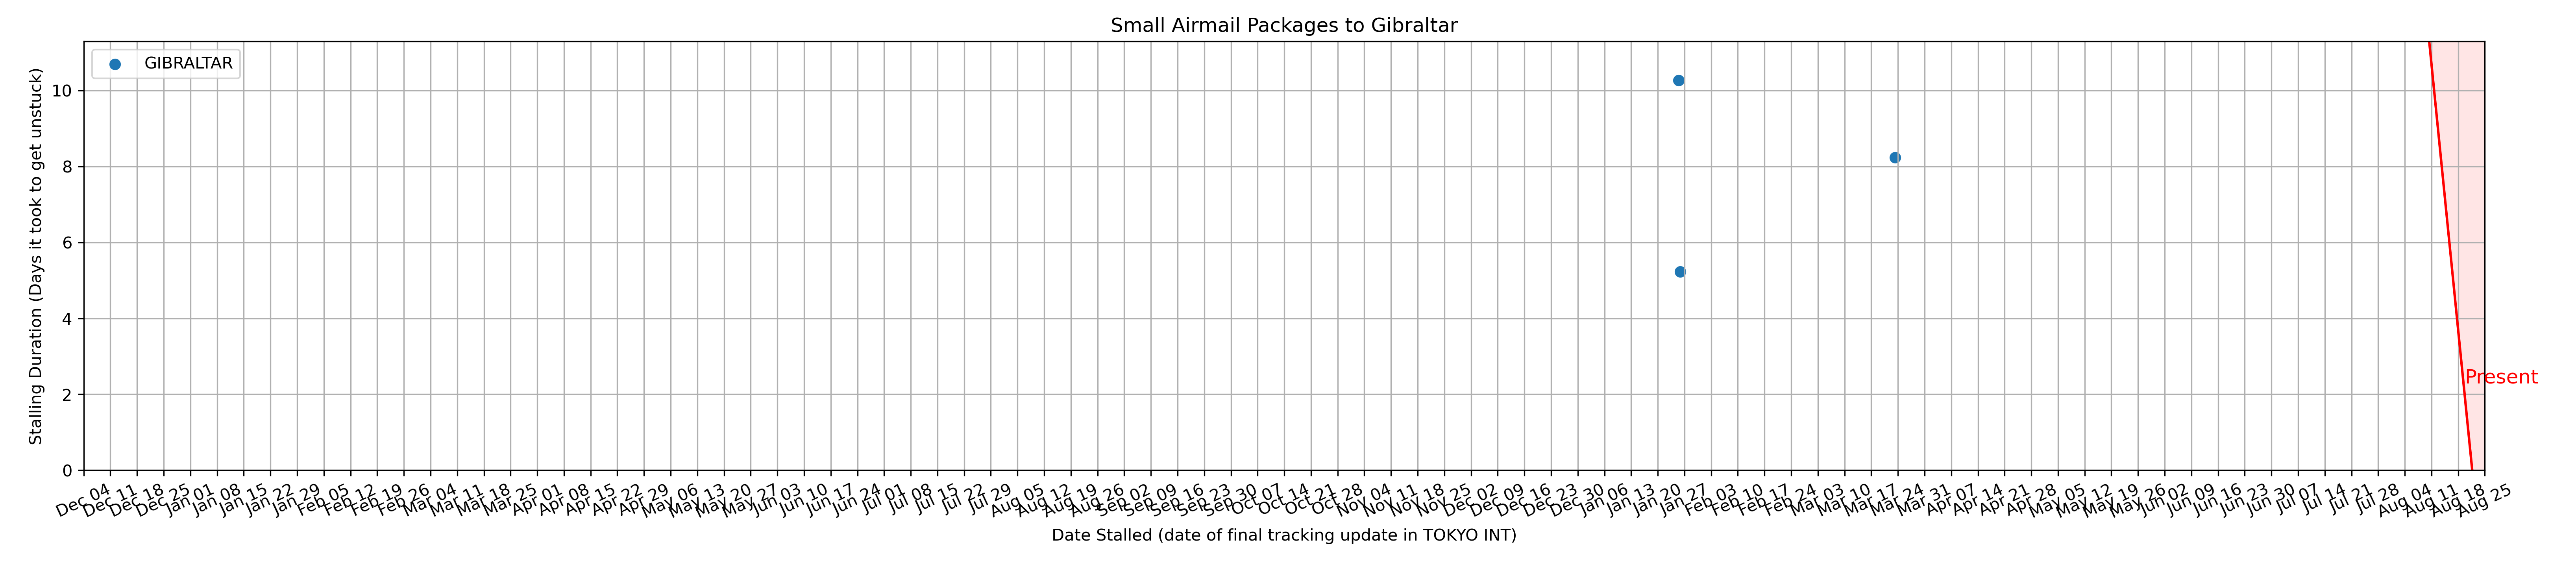 Small Airmail Packages to Gibraltar
GIBRALTAR
Stalling Duration (Days it took to get unstuck)
10
8
6
4
2
0
Present
Dec 04
Dec 11
Dec 18
Dec 25
Jan 01
Jan 08
Jan 15
Jan 22
Jan 29
Feb 05
Feb 12
Feb 19
Feb 26
Mar 04
Mar 11
Mar 18
Mar 25
Apr 01
Apr 08
Apr 15
Apr 22
Apr 29
May 06
May 13
May 20
May 27
Jun 03
Jun 10
Jun 17
Jun 24
Jul 01
Jul 08
Jul 15
Jul 22
Jul 29
Aug 05
Aug 12
Aug 19
Aug 26
Sep 02
Sep 09
Sep 16
Sep 23
Sep 30
Oct 07
Oct 14
Oct 21
Oct 28
Nov 04
Nov 11
Nov 18
Nov 25
Dec 02
Dec 09
Dec 16
Dec 23
Dec 30
Jan 06
Jan 13
Jan 20
Jan 27
Feb 03
Feb 10
Feb 17
Feb 24
Mar 03
Mar 10
Mar 17
Mar 24
Mar 31
Apr 07
Apr 14
Apr 21
Apr 28
May 05
May 12
May 19
May 26
Jun 02
Jun 09
Jun 16
Jun 23
Jun 30
Jul 07
Jul 14
Jul 21
Jul 28
Aug 04
Aug 11
Aug 18
Aug 25
Date Stalled (date of final tracking update in TOKYO INT)